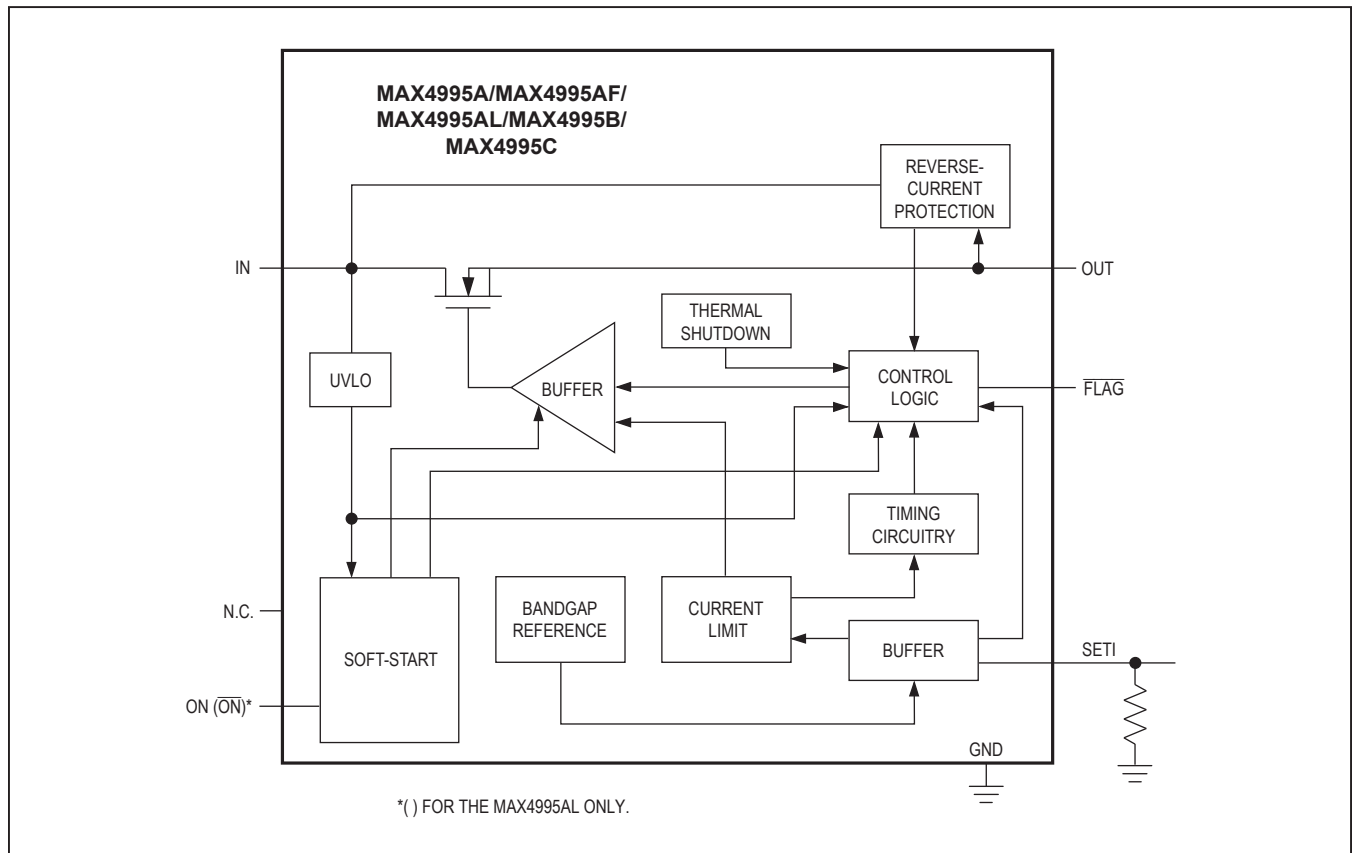 MAX4995A/MAX4995AF/
MAX4995AL/MAX4995B/
MAX4995C
REVERSE-
CURRENT
PROTECTION
IN
OUT
THERMAL
SHUTDOWN
UVLO
BUFFER
CONTROL
LOGIC
FLAG
TIMING
CIRCUITRY
N.C.
SOFT-START
BANDGAP
REFERENCE
CURRENT
LIMIT
BUFFER
SETI
ON (ON)*
GND
*( ) FOR THE MAX4995AL ONLY.